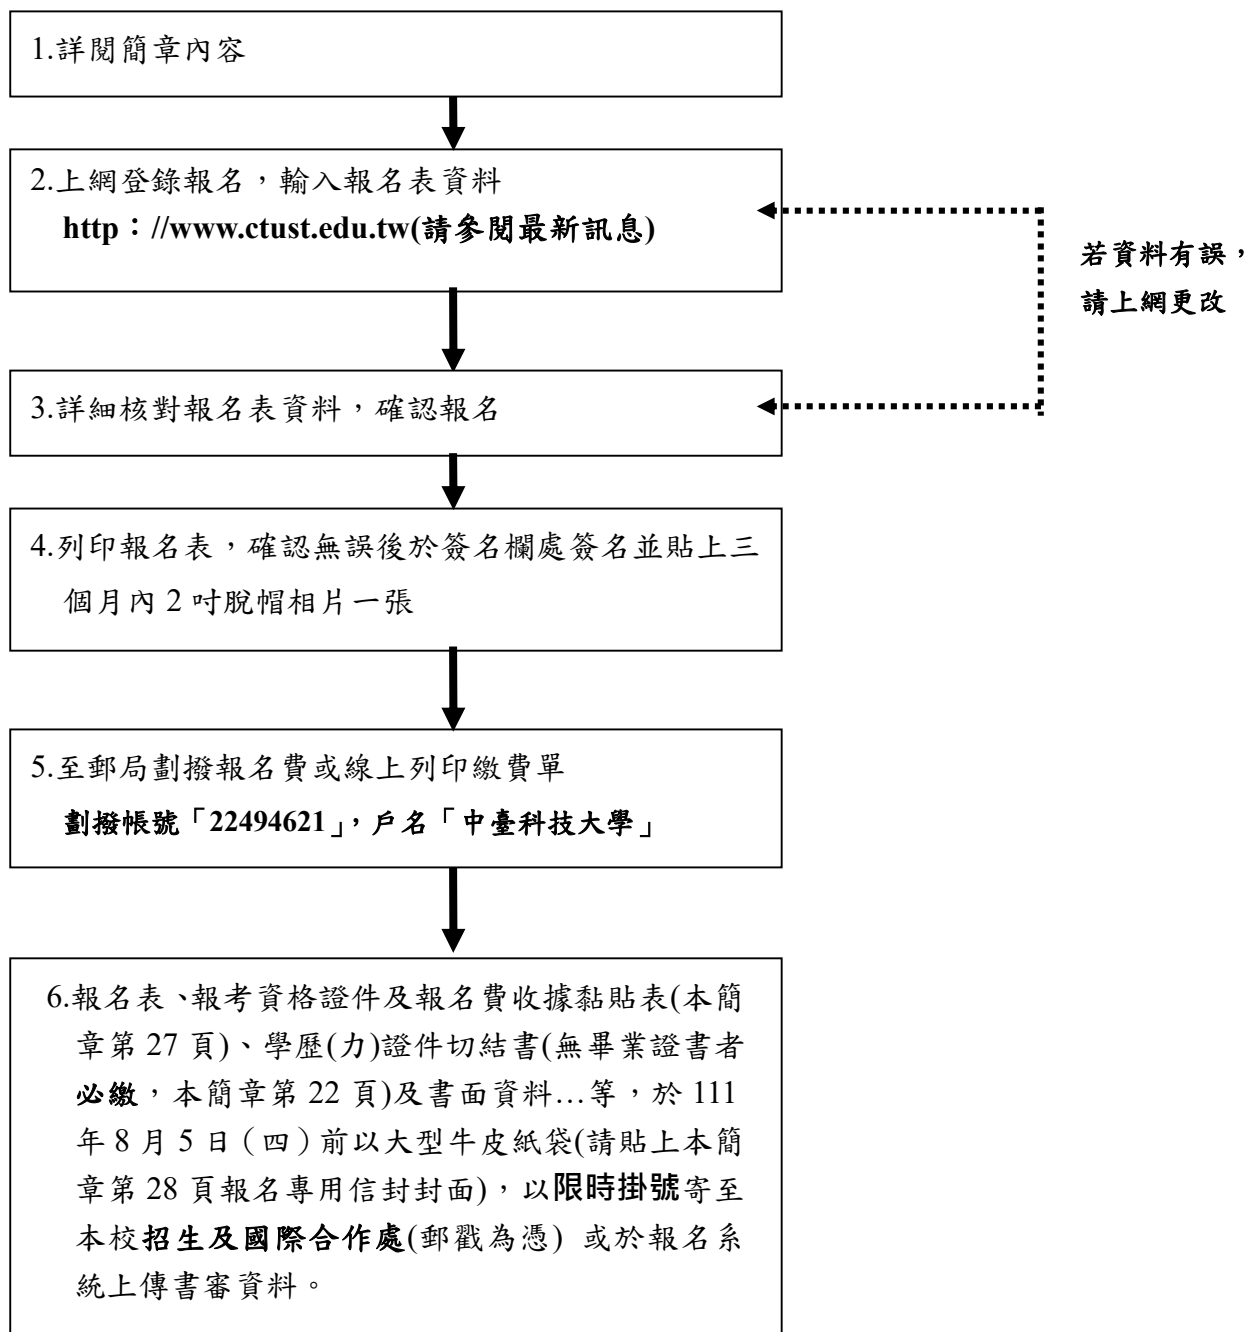 1.詳閱簡章內容
2.上網登錄報名，輸入報名表資料
http：//www.ctust.edu.tw(請參閱最新訊息)
若資料有誤，
請上網更改
3.詳細核對報名表資料，確認報名
4.列印報名表，確認無誤後於簽名欄處簽名並貼上三
個月內 2 吋脫帽相片一張
5.至郵局劃撥報名費或線上列印繳費單
劃撥帳號「22494621」，戶名「中臺科技大學」
6.報名表、報考資格證件及報名費收據黏貼表(本簡
章第 27 頁)、學歷(力)證件切結書(無畢業證書者
必繳，本簡章第 22 頁)及書面資料…等，於 111
年 8 月 5 日（四）前以大型牛皮紙袋(請貼上本簡
章第 28 頁報名專用信封封面)，以限時掛號寄至
本校招生及國際合作處(郵戳為憑) 或於報名系
統上傳書審資料。